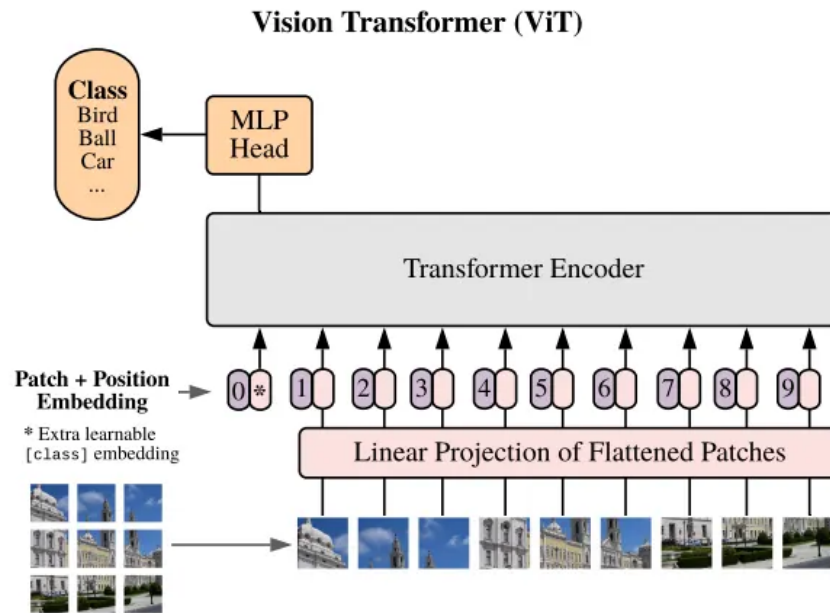 Vision Transformer (ViT)
Class
Bird
Ball
Car
...
MLP
Head
Transformer Encoder
Patch + Position
Embedding
0 * 1 2 3 4 5 6 7 8 9
* Extra learnable
[class] embedding
Linear Projection of Flattened Patches